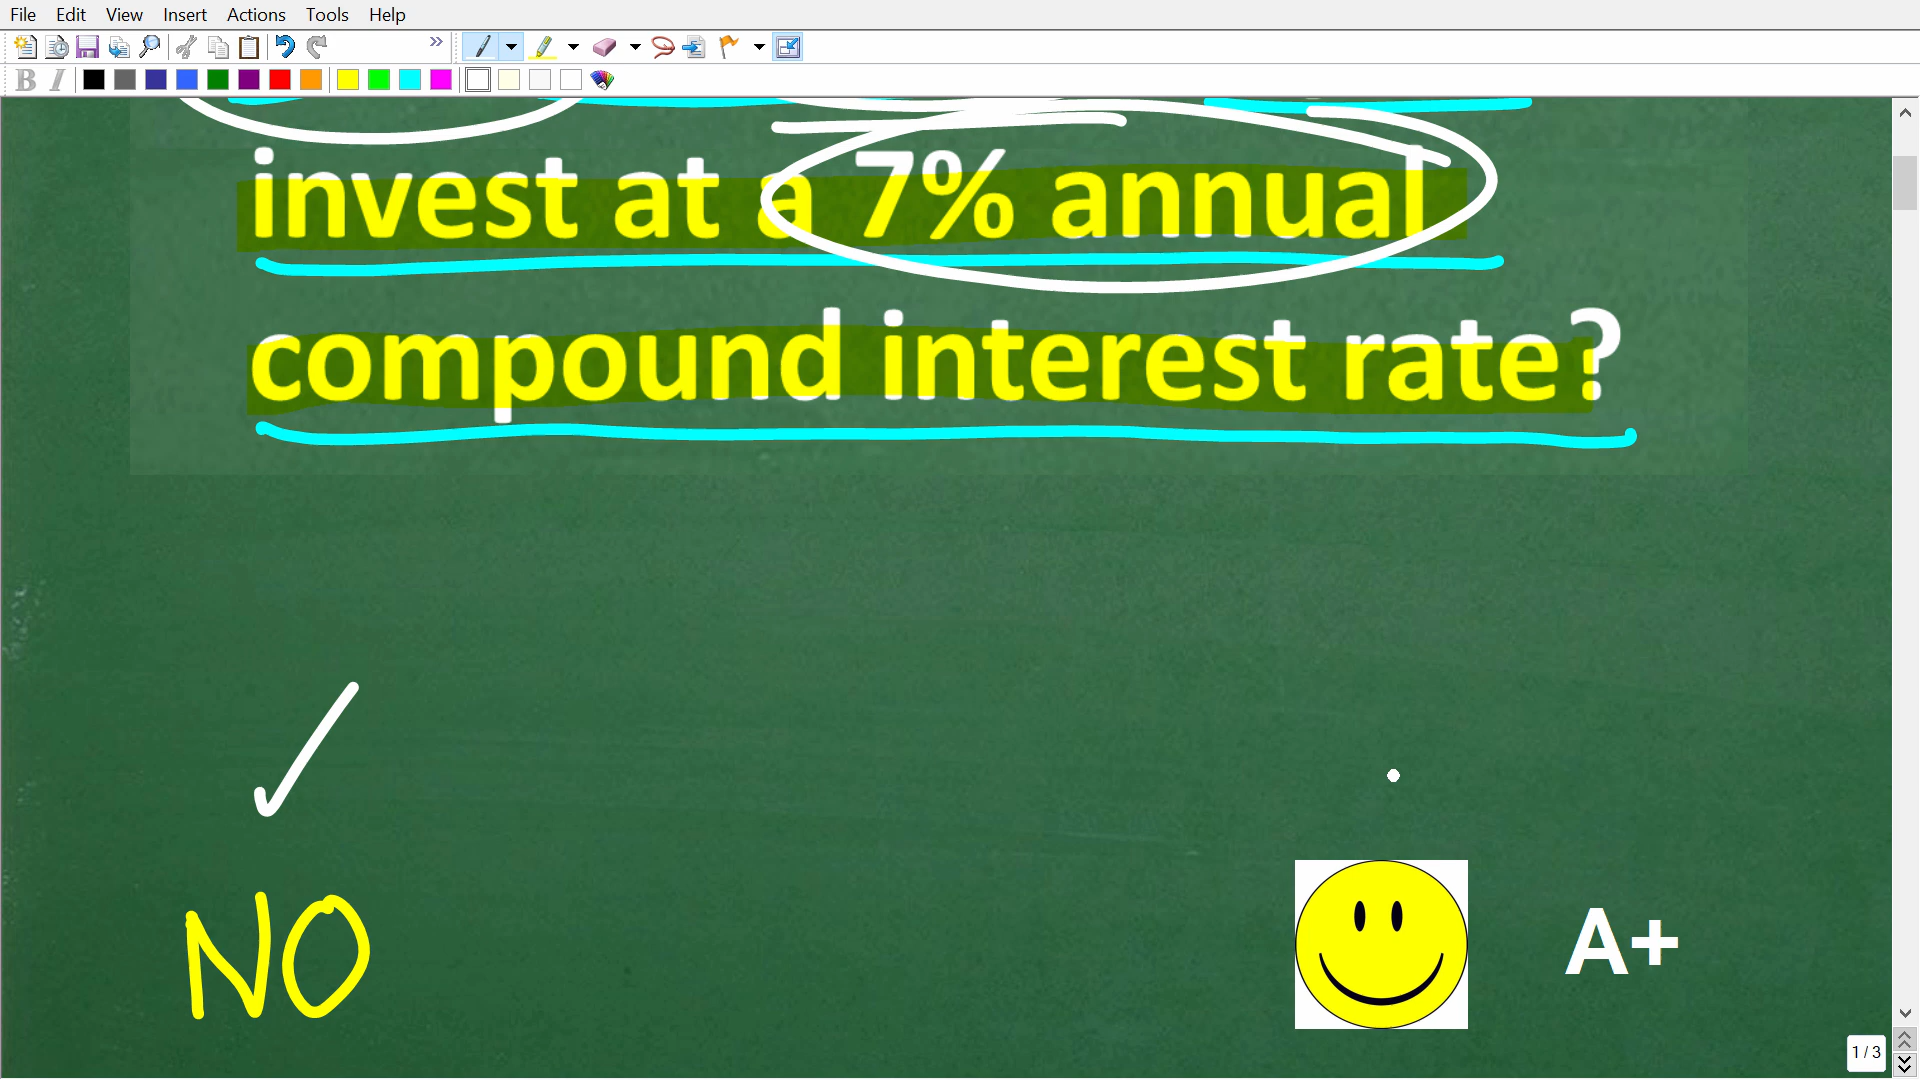 File Edit View Insert Actions Tools Help
B I
invest at a 7% annual
compound interest rate?
NO
A+
1 / 3